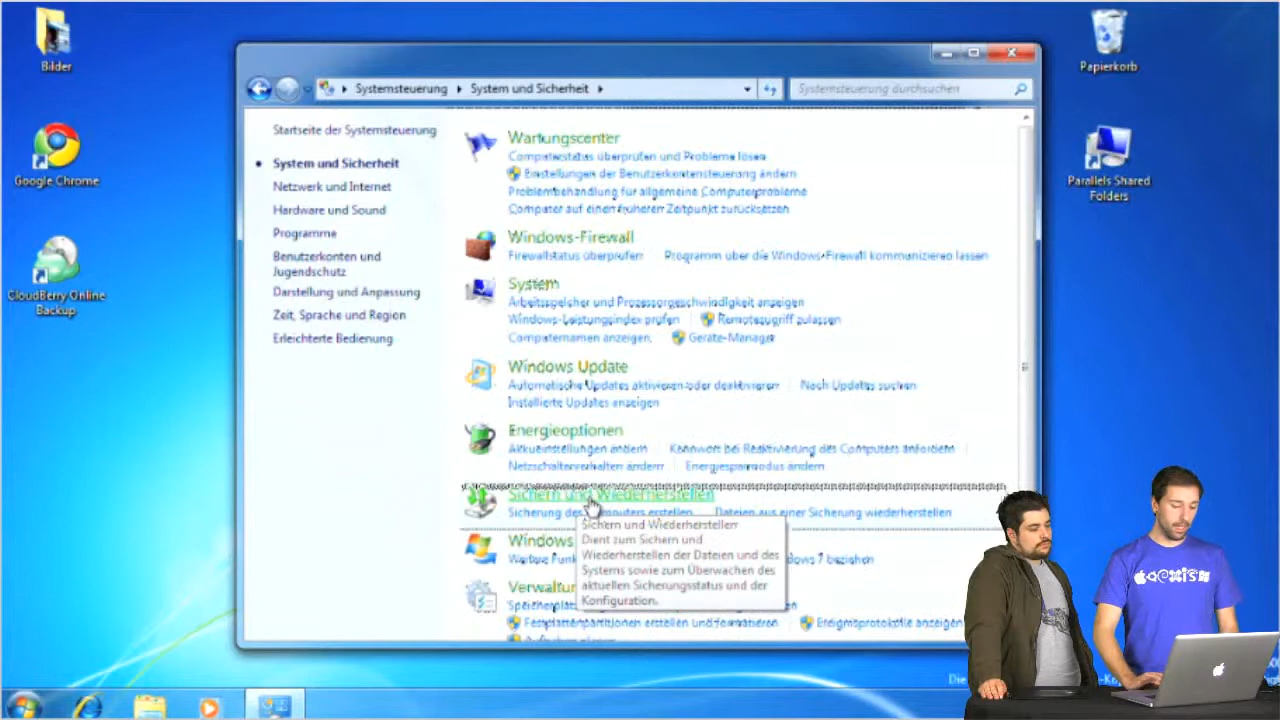 Bilder
Google Chrome
CloudBerry Online
Backup
Papierkorb
Parallels Shared
Folders
Systemsteuerung
System und Sicherheit
Systemsteuerung durchsuchen
Startseite der Systemsteuerung
System und Sicherheit
Netzwerk und Internet
Hardware und Sound
Programme
Benutzerkonten und
Jugendschutz
Darstellung und Anpassung
Zeit, Sprache und Region
Erleichterte Bedienung
Wartungscenter
Computerstatus überprüfen und Probleme lösen
Einstellungen der Benutzerkontensteuerung ändern
Problembehandlung für allgemeine Computerprobleme
Computer auf einen früheren Zeitpunkt zurücksetzen
Windows-Firewall
Firewallstatus überprüfen Programm über die Windows-Firewall kommunizieren lassen
System
Arbeitsspeicher und Prozessorgeschwindigkeit anzeigen
Windows-Leistungsindex prüfen Remotezugriff zulassen
Computernamen anzeigen. Geräte-Manager
Windows Update
Automatische Updates aktivieren oder deaktivieren Nach Updates suchen
Installierte Updates anzeigen
Energieoptionen
Akkueinstellungen ändern Kennwort bei Reaktivierung des Computers anfordern
Netzschalterverhalten ändern Energiesparmodus ändern
Sichern und Wiederherstellen
Sicherung des Computers erstellen Dateien aus einer Sicherung wiederherstellen
Sichern und Wiederherstellen
Dient zum Sichern und
Wiederherstellen der Dateien und des
Systems sowie zum Überwachen des
aktuellen Sicherungsstatus und der
Konfiguration.
Windows
Weitere 7 beziehen
Festplattenpartitionen erstellen und formatieren Ereignisprotokolle anzeigen